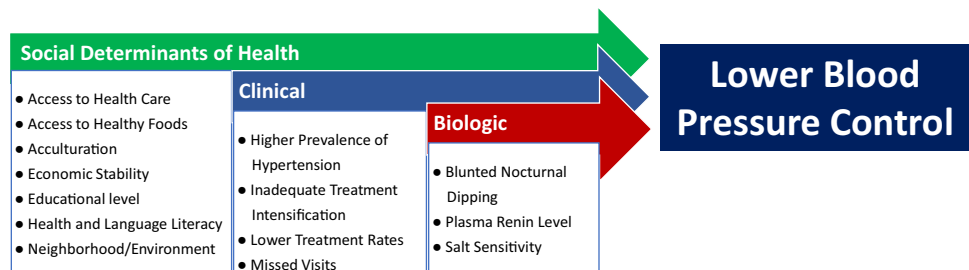 Social Determinants of Health
● Access to Health Care
● Access to Healthy Foods
● Acculturation
● Economic Stability
● Educational level
● Health and Language Literacy
● Neighborhood/Environment
Clinical
● Higher Prevalence of
Hypertension
● Inadequate Treatment
Intensification
● Lower Treatment Rates
● Missed Visits
Biologic
● Blunted Nocturnal
Dipping
● Plasma Renin Level
● Salt Sensitivity
Lower Blood
Pressure Control